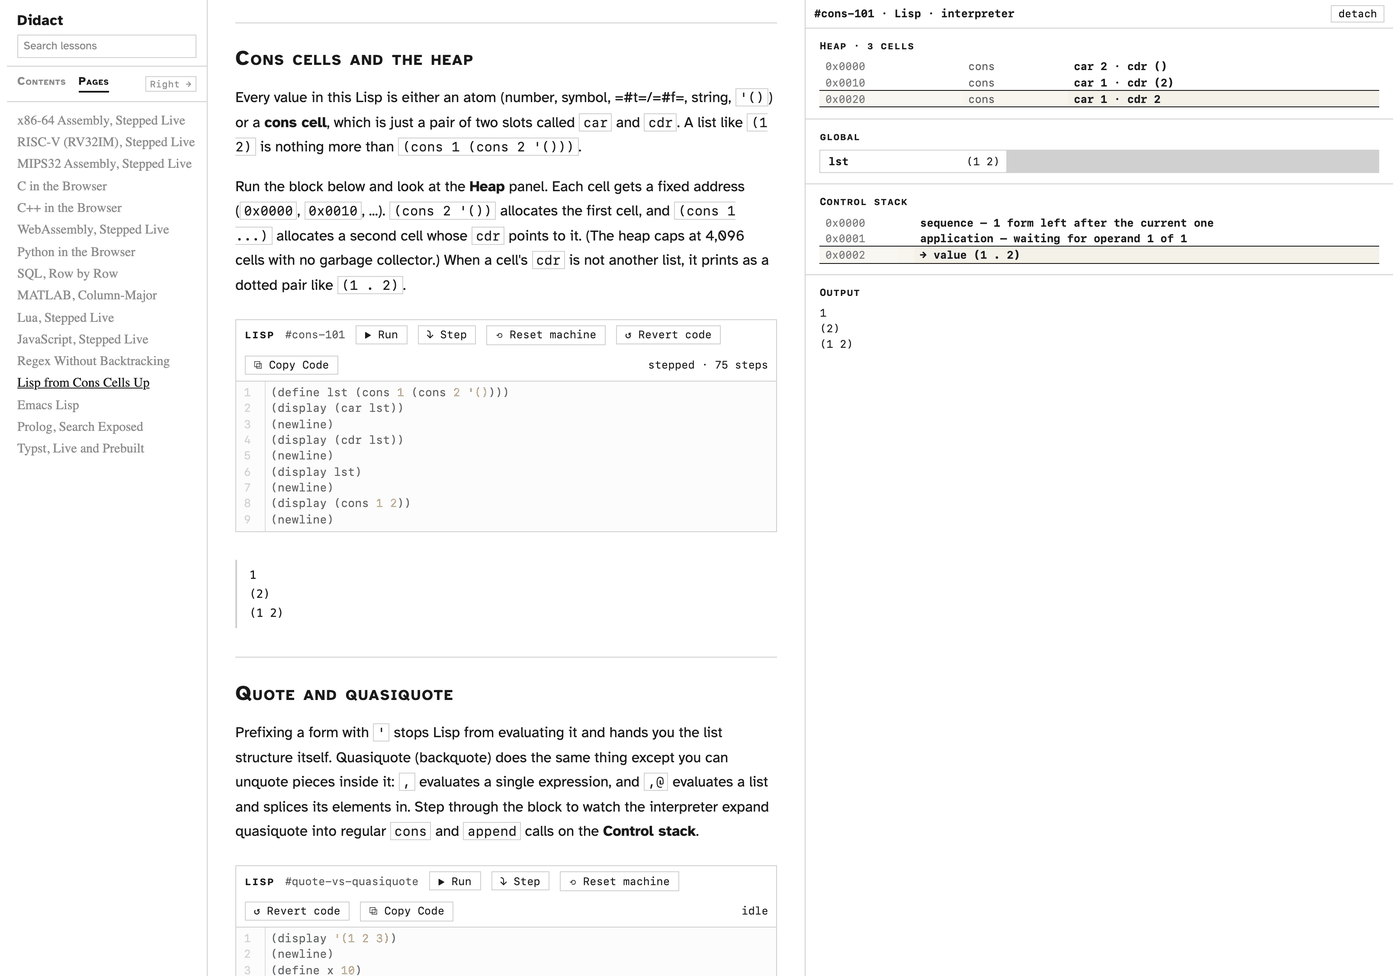 Didact
Search lessons
Contents Pages Right →
x86-64 Assembly, Stepped Live
RISC-V (RV32IM), Stepped Live
MIPS32 Assembly, Stepped Live
C in the Browser
C++ in the Browser
WebAssembly, Stepped Live
Python in the Browser
SQL, Row by Row
MATLAB, Column-Major
Lua, Stepped Live
JavaScript, Stepped Live
Regex Without Backtracking
Lisp from Cons Cells Up
Emacs Lisp
Prolog, Search Exposed
Typst, Live and Prebuilt
Cons cells and the heap
Every value in this Lisp is either an atom (number, symbol, =#t=/=#f=, string, '())
or a cons cell, which is just a pair of two slots called car and cdr. A list like (1
2) is nothing more than (cons 1 (cons 2 '())).
Run the block below and look at the Heap panel. Each cell gets a fixed address
(0x0000, 0x0010, …). (cons 2 '()) allocates the first cell, and (cons 1
...) allocates a second cell whose cdr points to it. (The heap caps at 4,096
cells with no garbage collector.) When a cell's cdr is not another list, it prints as a
dotted pair like (1 . 2).
LISP #cons-101 ▶ Run ⤵ Step ⟲ Reset machine ↺ Revert code
⧉ Copy Code stepped · 75 steps
1 (define lst (cons 1 (cons 2 '())))
2 (display (car lst))
3 (newline)
4 (display (cdr lst))
5 (newline)
6 (display lst)
7 (newline)
8 (display (cons 1 2))
9 (newline)
1
(2)
(1 2)
Quote and quasiquote
Prefixing a form with ' stops Lisp from evaluating it and hands you the list
structure itself. Quasiquote (backquote) does the same thing except you can
unquote pieces inside it: , evaluates a single expression, and ,@ evaluates a list
and splices its elements in. Step through the block to watch the interpreter expand
quasiquote into regular cons and append calls on the Control stack.
LISP #quote-vs-quasiquote ▶ Run ⤵ Step ⟲ Reset machine
↺ Revert code ⧉ Copy Code idle
1 (display '(1 2 3))
2 (newline)
3 (define x 10)
#cons-101 · Lisp · interpreter detach
Heap · 3 cells
0x0000 cons car 2 · cdr ()
0x0010 cons car 1 · cdr (2)
0x0020 cons car 1 · cdr 2
Global
lst (1 2)
Control stack
0x0000 sequence — 1 form left after the current one
0x0001 application — waiting for operand 1 of 1
0x0002 → value (1 . 2)
Output
1
(2)
(1 2)